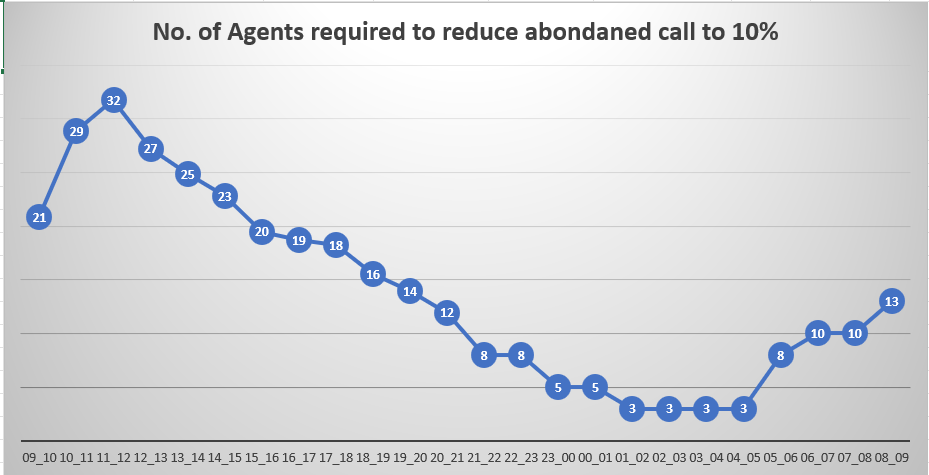 No. of Agents required to reduce abondaned call to 10%
21 29 32 27 25 23 20 19 18 16 14 12 8 8 5 5 3 3 3 3 8 10 10 13
09_10 10_11 11_12 12_13 13_14 14_15 15_16 16_17 17_18 18_19 19_20 20_21 21_22 22_23 23_00 00_01 01_02 02_03 03_04 04_05 05_06 06_07 07_08 08_09